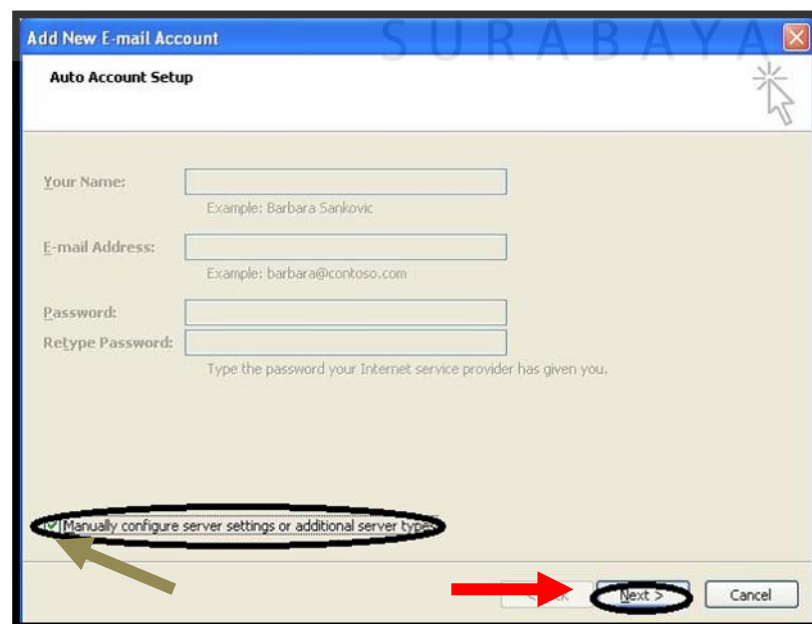 SURABAYA
Add New E-mail Account
Auto Account Setup
Your Name:
Example: Barbara Sankovic
E-mail Address:
Example: barbara@contoso.com
Password:
Retype Password:
Type the password your Internet service provider has given you.
Manually configure server settings or additional server types
Next > Cancel